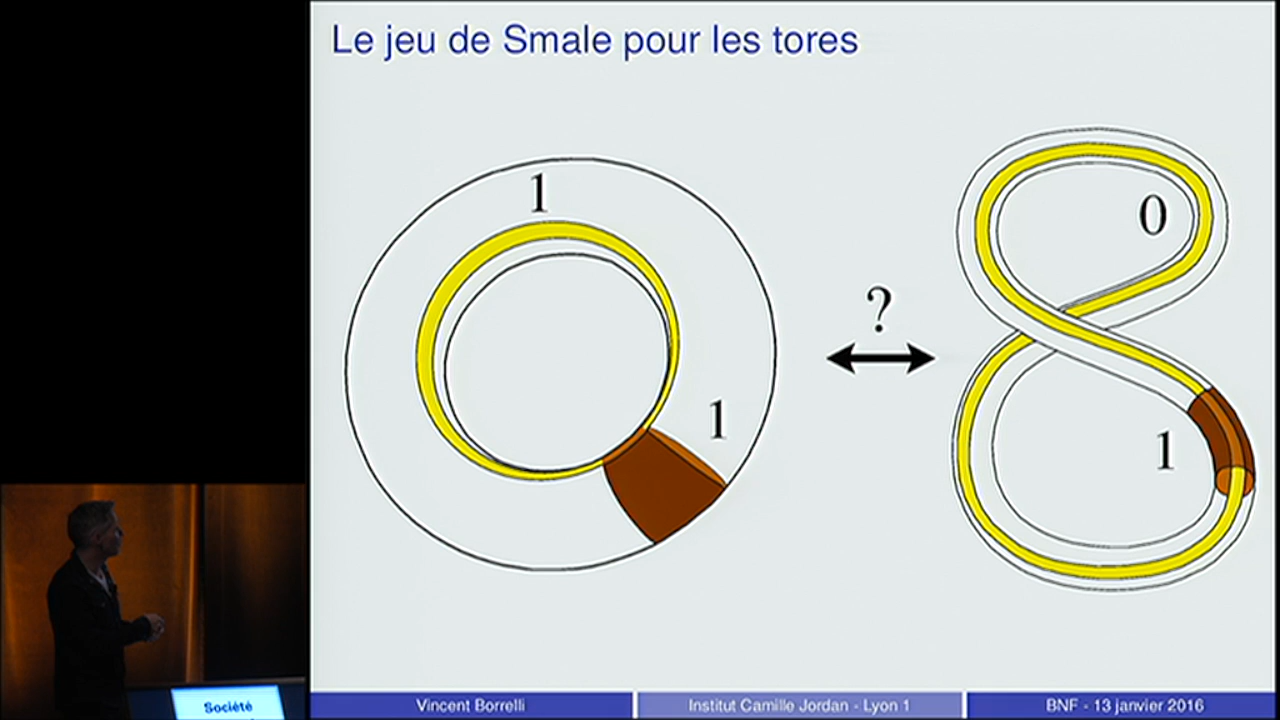 Le jeu de Smale pour les tores
1
1
?
0
1
Vincent Borrelli
Institut Camille Jordan - Lyon 1
BNF - 13 janvier 2016
Société